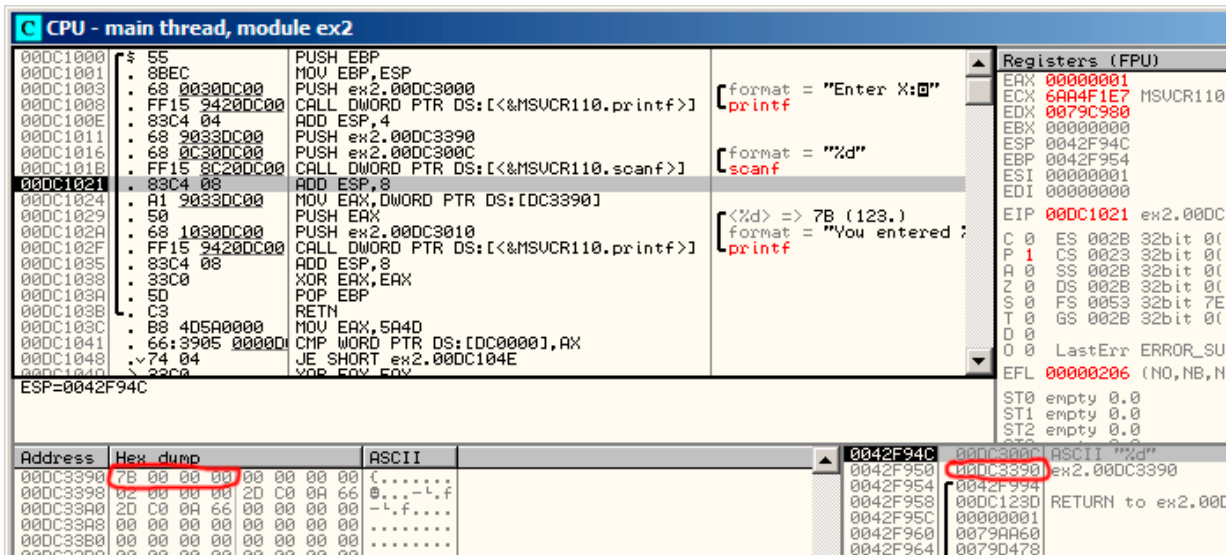 CPU - main thread, module ex2
00DC1000 $ 55 PUSH EBP
00DC1001 . 8BEC MOV EBP,ESP
00DC1003 . 68 0030DC00 PUSH ex2.00DC3000 format = "Enter X:◙"
00DC1008 . FF15 9420DC00 CALL DWORD PTR DS:[<&MSVCR110.printf>] printf
00DC100E . 83C4 04 ADD ESP,4
00DC1011 . 68 9033DC00 PUSH ex2.00DC3390
00DC1016 . 68 0C30DC00 PUSH ex2.00DC300C format = "%d"
00DC101B . FF15 8C20DC00 CALL DWORD PTR DS:[<&MSVCR110.scanf>] scanf
00DC1021 . 83C4 08 ADD ESP,8
00DC1024 . A1 9033DC00 MOV EAX,DWORD PTR DS:[DC3390]
00DC1029 . 50 PUSH EAX <%d> => 7B (123.)
00DC102A . 68 1030DC00 PUSH ex2.00DC3010 format = "You entered
00DC102F . FF15 9420DC00 CALL DWORD PTR DS:[<&MSVCR110.printf>] printf
00DC1035 . 83C4 08 ADD ESP,8
00DC1038 . 33C0 XOR EAX,EAX
00DC103A . 5D POP EBP
00DC103B . C3 RETN
00DC103C . B8 4D5A0000 MOV EAX,5A4D
00DC1041 . 66:3905 0000D CMP WORD PTR DS:[DC0000],AX
00DC1048 .v74 04 JE SHORT ex2.00DC104E
ESP=0042F94C
Registers (FPU)
EAX 00000001
ECX 6AA4F1E7 MSVCR110
EDX 0079C980
EBX 00000000
ESP 0042F94C
EBP 0042F954
ESI 00000001
EDI 00000000
EIP 00DC1021 ex2.00DC
C 0 ES 002B 32bit 0(
P 1 CS 0023 32bit 0(
A 0 SS 002B 32bit 0(
Z 0 DS 002B 32bit 0(
S 0 FS 0053 32bit 7E
T 0 GS 002B 32bit 0(
D 0
O 0 LastErr ERROR_SU
EFL 00000206 (NO,NB,N
ST0 empty 0.0
ST1 empty 0.0
ST2 empty 0.0
Address Hex dump ASCII
00DC3390 7B 00 00 00 00 00 00 00 {.......
00DC3398 02 00 00 00 2D C0 0A 66 ☻...-└.f
00DC33A0 2D C0 0A 66 00 00 00 00 -└.f....
00DC33A8 00 00 00 00 00 00 00 00 ........
00DC33B0 00 00 00 00 00 00 00 00 ........
0042F94C 00DC300C ASCII "%d"
0042F950 00DC3390 ex2.00DC3390
0042F954 0042F994
0042F958 00DC123D RETURN to ex2.00D
0042F95C 00000001
0042F960 0079AA60
0042F964 0079D478